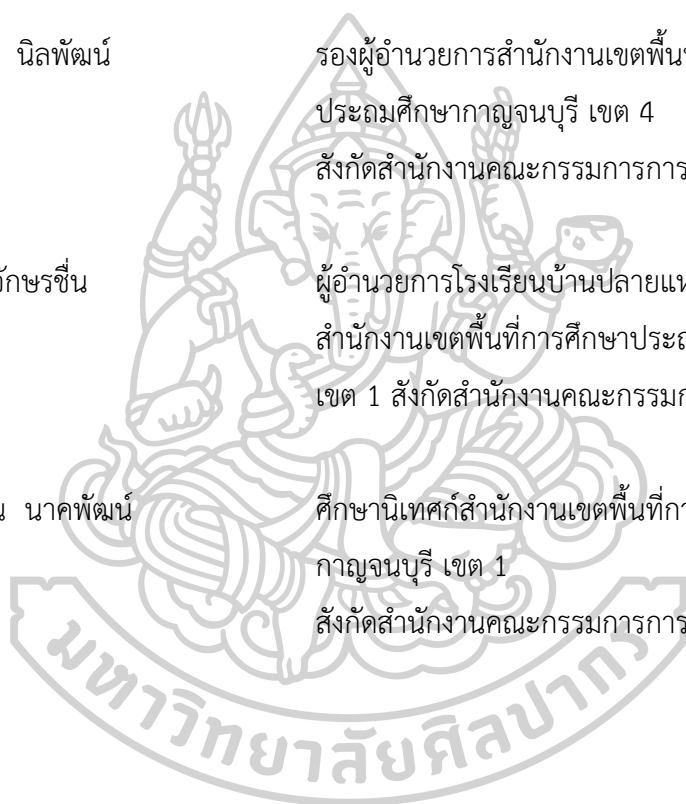 นิลพัฒน์ รองผู้อำนวยการสำนักงานเขตพื้น
ประถมศึกษากาญจนบุรี เขต 4
สังกัดสำนักงานคณะกรรมการการ
อักษรชื่น ผู้อำนวยการโรงเรียนบ้านปลาย
สำนักงานเขตพื้นที่การศึกษาประ
เขต 1 สังกัดสำนักงานคณะกรรม
นาคพัฒน์ ศึกษานิเทศก์สำนักงานเขตพื้นที่
กาญจนบุรี เขต 1
สังกัดสำนักงานคณะกรรมการการ
มหาวิทยาลัยศิลปากร